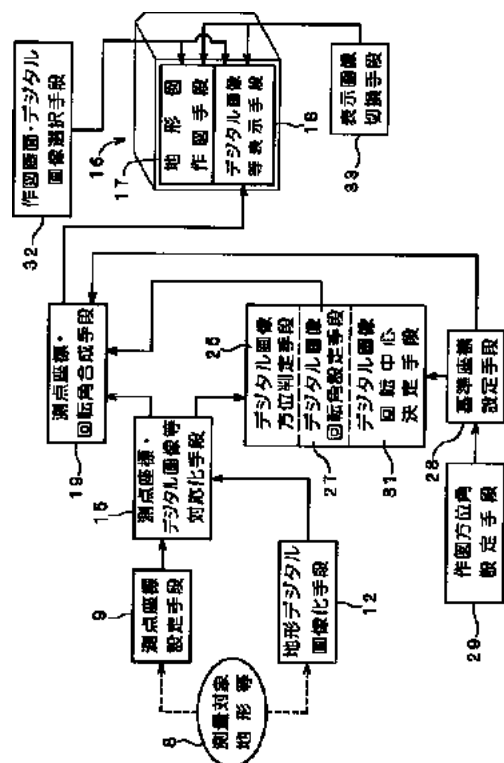 作図画面・デジタル
画像選択手段
32
16
17
地形図
作図手段
デジタル画像
等表示手段
18
表示画像
切換手段
33
測点座標・
回転角合成手段
19
測点座標・
デジタル画像等
対応化手段
15
デジタル画像
方位判定手段
26
デジタル画像
回転角設定手段
27
デジタル画像
回転中心
決定手段
31
基準座標
設定手段
28
作図方位角
設定手段
29
測点座標
設定手段
9
地形デジタル
画像化手段
12
測量対象
地形等
8